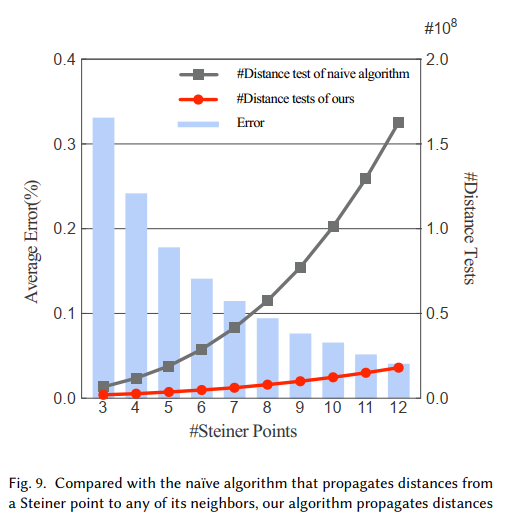 #10⁸
0.4
2.0
#Distance test of naive algorithm
#Distance tests of ours
Error
0.3
1.5
0.2
1.0
0.1
0.5
0.0
0.0
Average Error(%)
#Distance Tests
3 4 5 6 7 8 9 10 11 12
#Steiner Points
Fig. 9. Compared with the naïve algorithm that propagates distances from
a Steiner point to any of its neighbors, our algorithm propagates distances